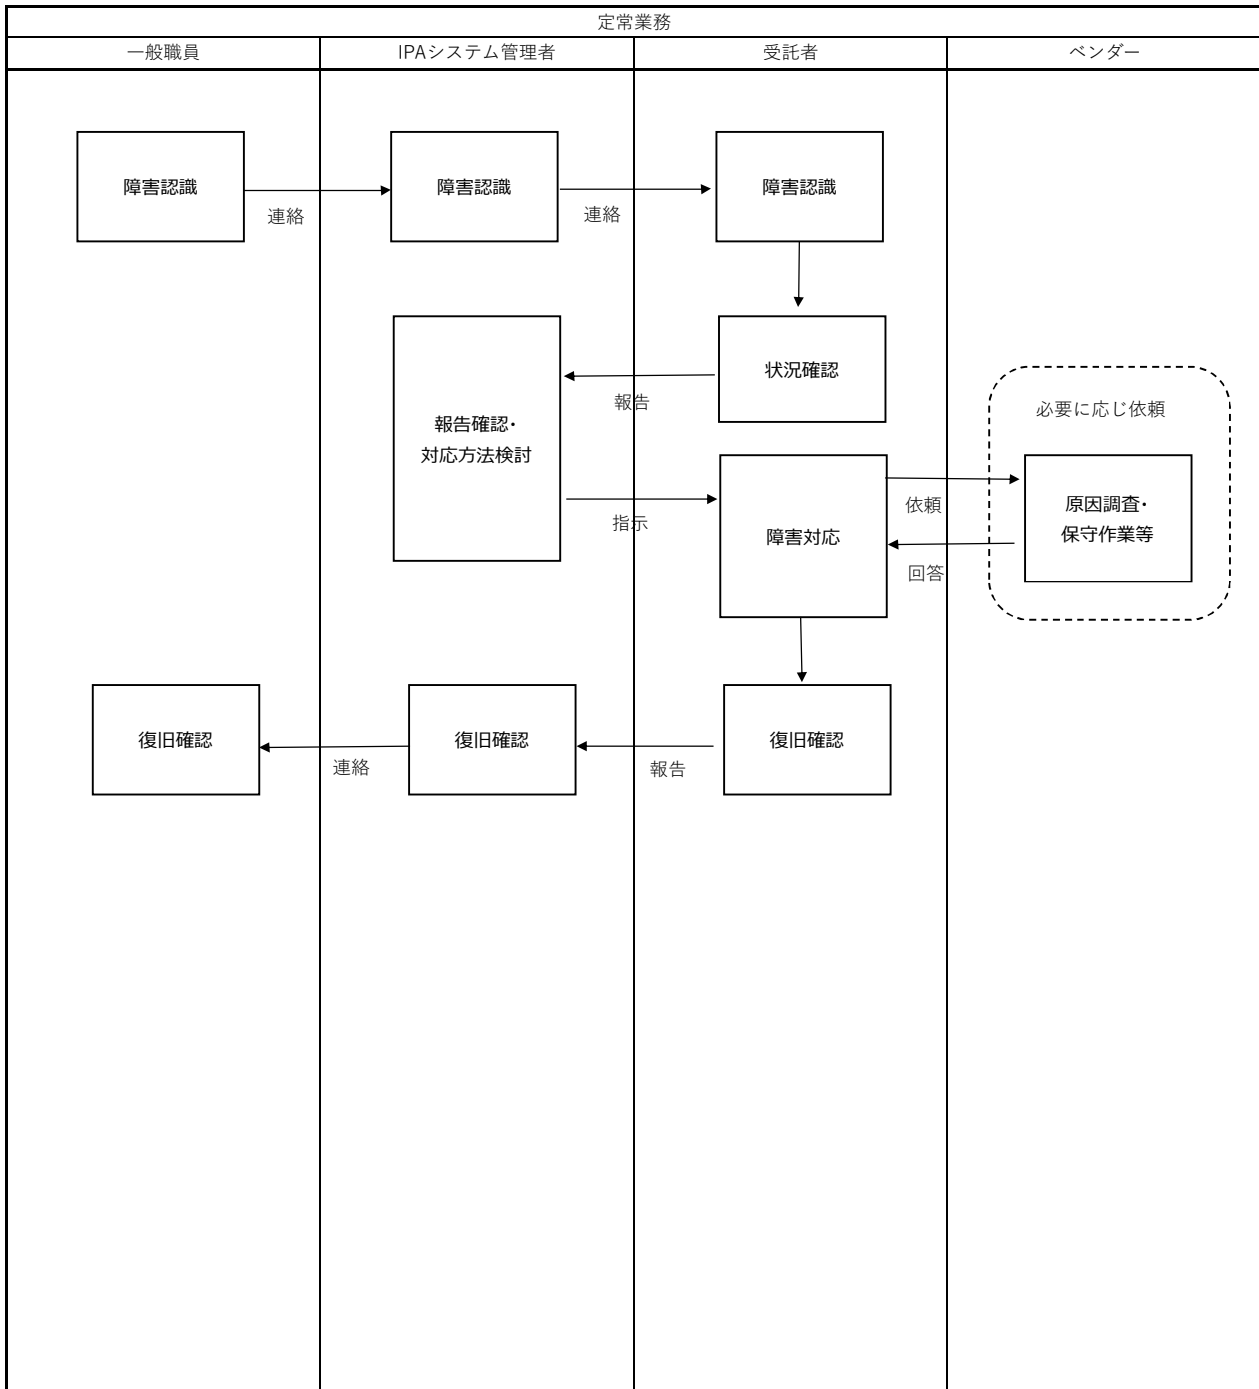 定常業務
一般職員
IPAシステム管理者
受託者
ベンダー
障害認識
連絡
障害認識
連絡
障害認識
状況確認
報告
報告確認・
対応方法検討
指示
必要に応じ依頼
障害対応
依頼
回答
原因調査・
保守作業等
復旧確認
連絡
復旧確認
報告
復旧確認